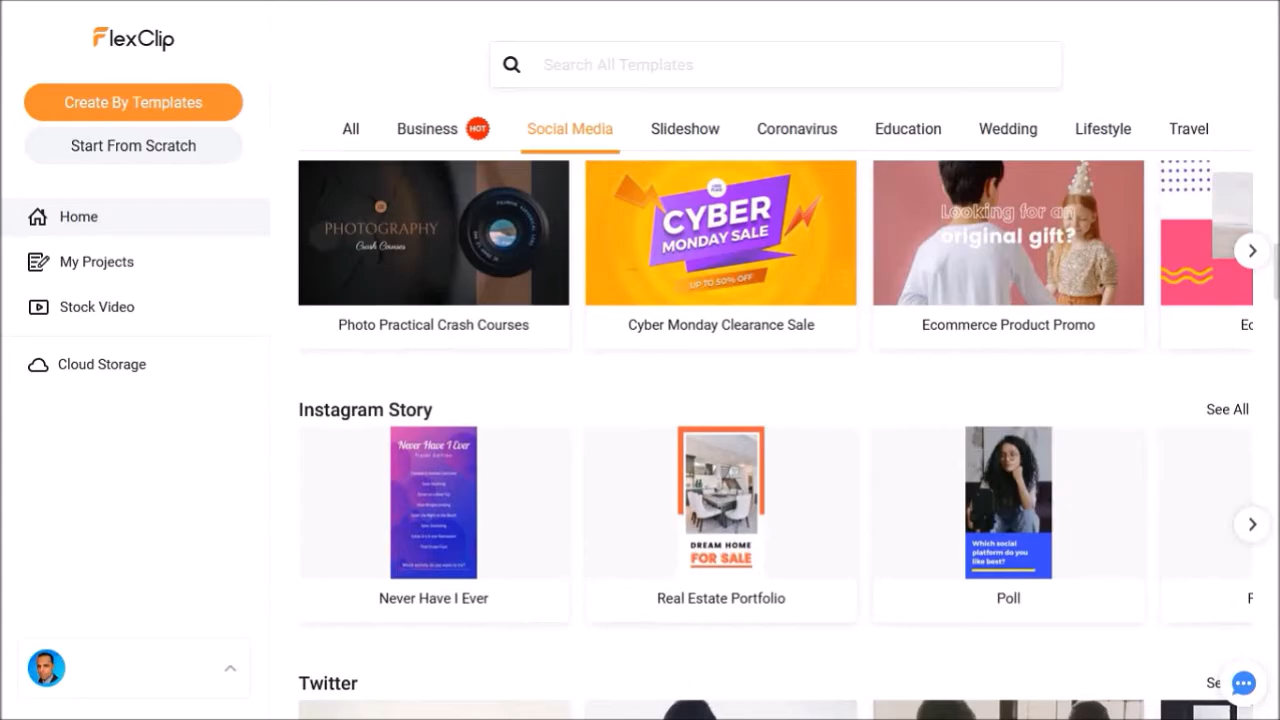 FlexClip
Search All Templates
Create By Templates
Start From Scratch
Home
My Projects
Stock Video
Cloud Storage
All Business HOT Social Media Slideshow Coronavirus Education Wedding Lifestyle Travel
PHOTOGRAPHY
Crash Courses
CYBER
MONDAY SALE
UP TO 50% OFF
Looking for an
original gift?
Photo Practical Crash Courses
Cyber Monday Clearance Sale
Ecommerce Product Promo
Ec
Instagram Story
See All
Never Have I Ever
DREAM HOME
FOR SALE
Which social
platform do you
like best?
Never Have I Ever
Real Estate Portfolio
Poll
F
Twitter
Se